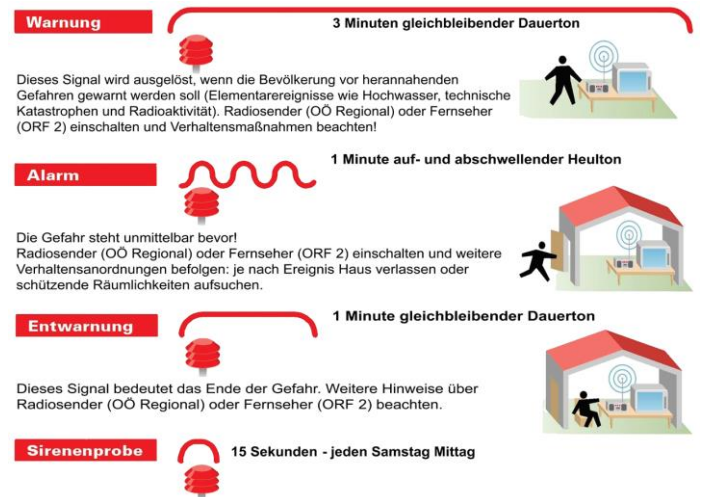 Warnung
3 Minuten gleichbleibender Dauerton
Dieses Signal wird ausgelöst, wenn die Bevölkerung vor herannahenden
Gefahren gewarnt werden soll (Elementarereignisse wie Hochwasser, technische
Katastrophen und Radioaktivität). Radiosender (OÖ Regional) oder Fernseher
(ORF 2) einschalten und Verhaltensmaßnahmen beachten!
1 Minute auf- und abschwellender Heulton
Alarm
Die Gefahr steht unmittelbar bevor!
Radiosender (OÖ Regional) oder Fernseher (ORF 2) einschalten und weitere
Verhaltensanordnungen befolgen: je nach Ereignis Haus verlassen oder
schützende Räumlichkeiten aufsuchen.
Entwarnung
1 Minute gleichbleibender Dauerton
Dieses Signal bedeutet das Ende der Gefahr. Weitere Hinweise über
Radiosender (OÖ Regional) oder Fernseher (ORF 2) beachten.
Sirenenprobe
15 Sekunden - jeden Samstag Mittag